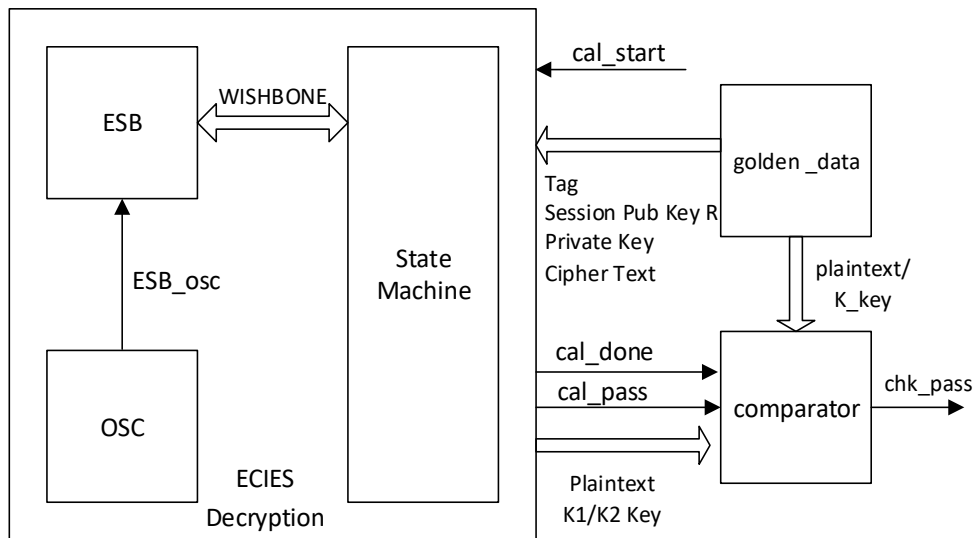 cal_start
WISHBONE
ESB
golden _data
Tag
Session Pub Key R
Private Key
Cipher Text
State
Machine
ESB_osc
plaintext/
K_key
cal_done
cal_pass
chk_pass
comparator
OSC
ECIES
Decryption
Plaintext
K1/K2 Key